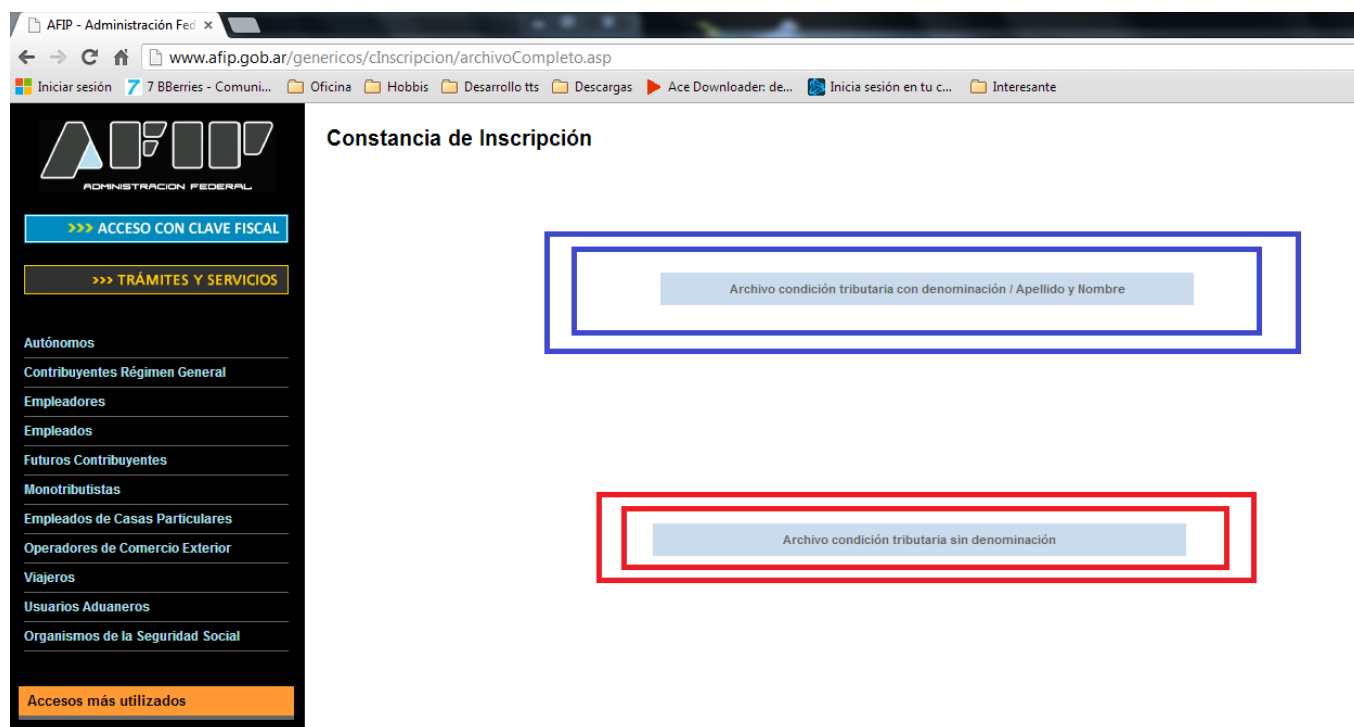 AFIP - Administración Fed
www.afip.gob.ar/genericos/cInscripcion/archivoCompleto.asp
Iniciar sesión 7 7 BBerries - Comuni... Oficina Hobbis Desarrollo tts Descargas Ace Downloader: de... Inicia sesión en tu c... Interesante
AFIP
ADMINISTRACION FEDERAL
Constancia de Inscripción
>>> ACCESO CON CLAVE FISCAL
>>> TRÁMITES Y SERVICIOS
Archivo condición tributaria con denominación / Apellido y Nombre
Autónomos
Contribuyentes Régimen General
Empleadores
Empleados
Futuros Contribuyentes
Monotributistas
Empleados de Casas Particulares
Operadores de Comercio Exterior
Viajeros
Usuarios Aduaneros
Organismos de la Seguridad Social
Archivo condición tributaria sin denominación
Accesos más utilizados